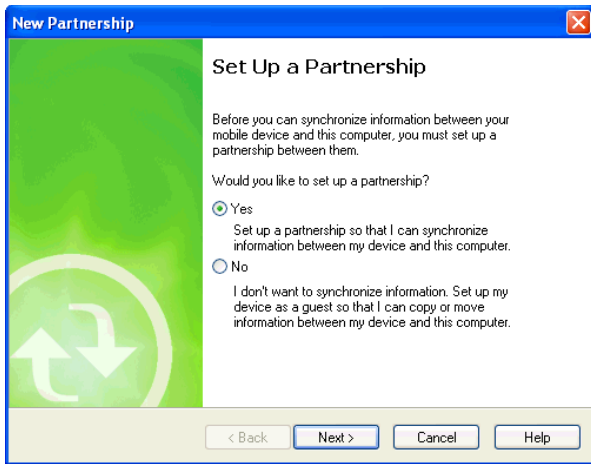 New Partnership
Set Up a Partnership
Before you can synchronize information between your
mobile device and this computer, you must set up a
partnership between them.
Would you like to set up a partnership?
Yes
Set up a partnership so that I can synchronize
information between my device and this computer.
No
I don't want to synchronize information. Set up my
device as a guest so that I can copy or move
information between my device and this computer.
< Back Next > Cancel Help